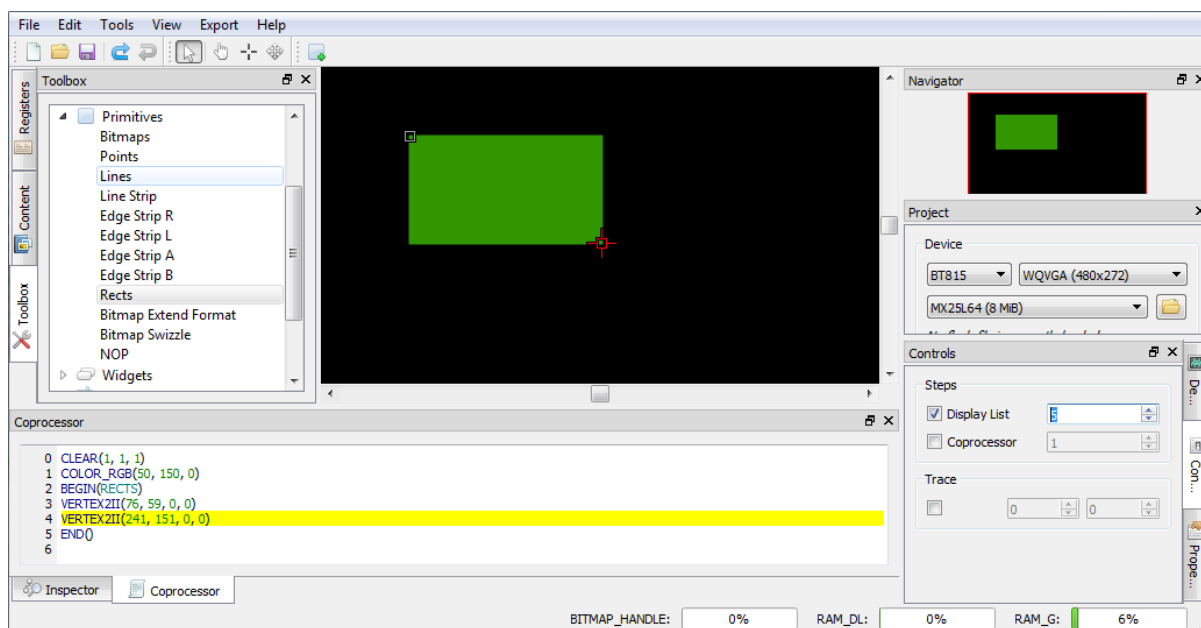 File Edit Tools View Export Help
Registers
Content
Toolbox
Toolbox
Primitives
Bitmaps
Points
Lines
Line Strip
Edge Strip R
Edge Strip L
Edge Strip A
Edge Strip B
Rects
Bitmap Extend Format
Bitmap Swizzle
NOP
Widgets
Navigator
Project
Device
BT815 WQVGA (480x272)
MX25L64 (8 MiB)
Controls
Steps
Display List 5
Coprocessor 1
Trace
0 0
De...
Con...
Prope...
Coprocessor
0 CLEAR(1, 1, 1)
1 COLOR_RGB(50, 150, 0)
2 BEGIN(RECTS)
3 VERTEX2II(76, 59, 0, 0)
4 VERTEX2II(241, 151, 0, 0)
5 END()
6
Inspector Coprocessor
BITMAP_HANDLE: 0% RAM_DL: 0% RAM_G: 6%